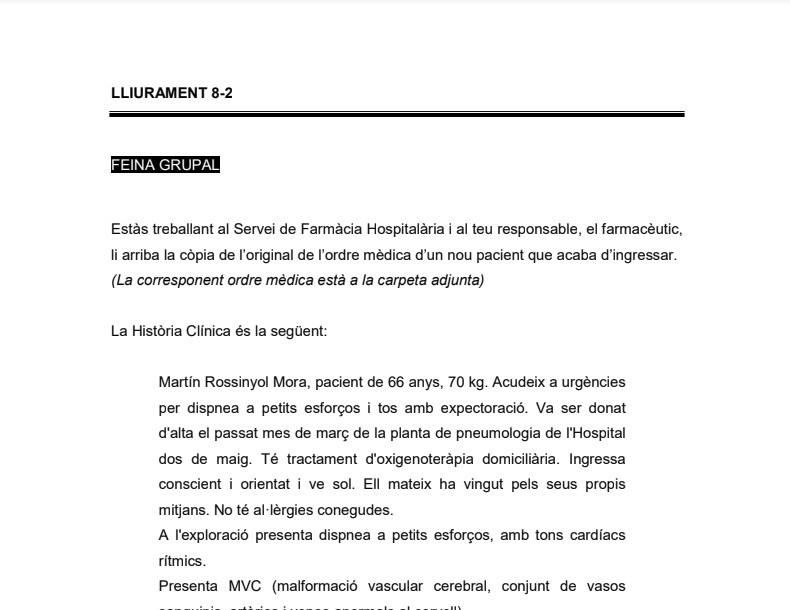 LLIURAMENT 8-2
FEINA GRUPAL
Estàs treballant al Servei de Farmàcia Hospitalària i al teu responsable, el farmacèutic,
li arriba la còpia de l’original de l’ordre mèdica d’un nou pacient que acaba d’ingressar.
(La corresponent ordre mèdica està a la carpeta adjunta)
La Història Clínica és la següent:
Martín Rossinyol Mora, pacient de 66 anys, 70 kg. Acudeix a urgències
per dispnea a petits esforços i tos amb expectoració. Va ser donat
d'alta el passat mes de març de la planta de pneumologia de l'Hospital
dos de maig. Té tractament d'oxigenoteràpia domiciliària. Ingressa
conscient i orientat i ve sol. Ell mateix ha vingut pels seus propis
mitjans. No té al·lèrgies conegudes.
A l'exploració presenta dispnea a petits esforços, amb tons cardíacs
rítmics.
Presenta MVC (malformació vascular cerebral, conjunt de vasos